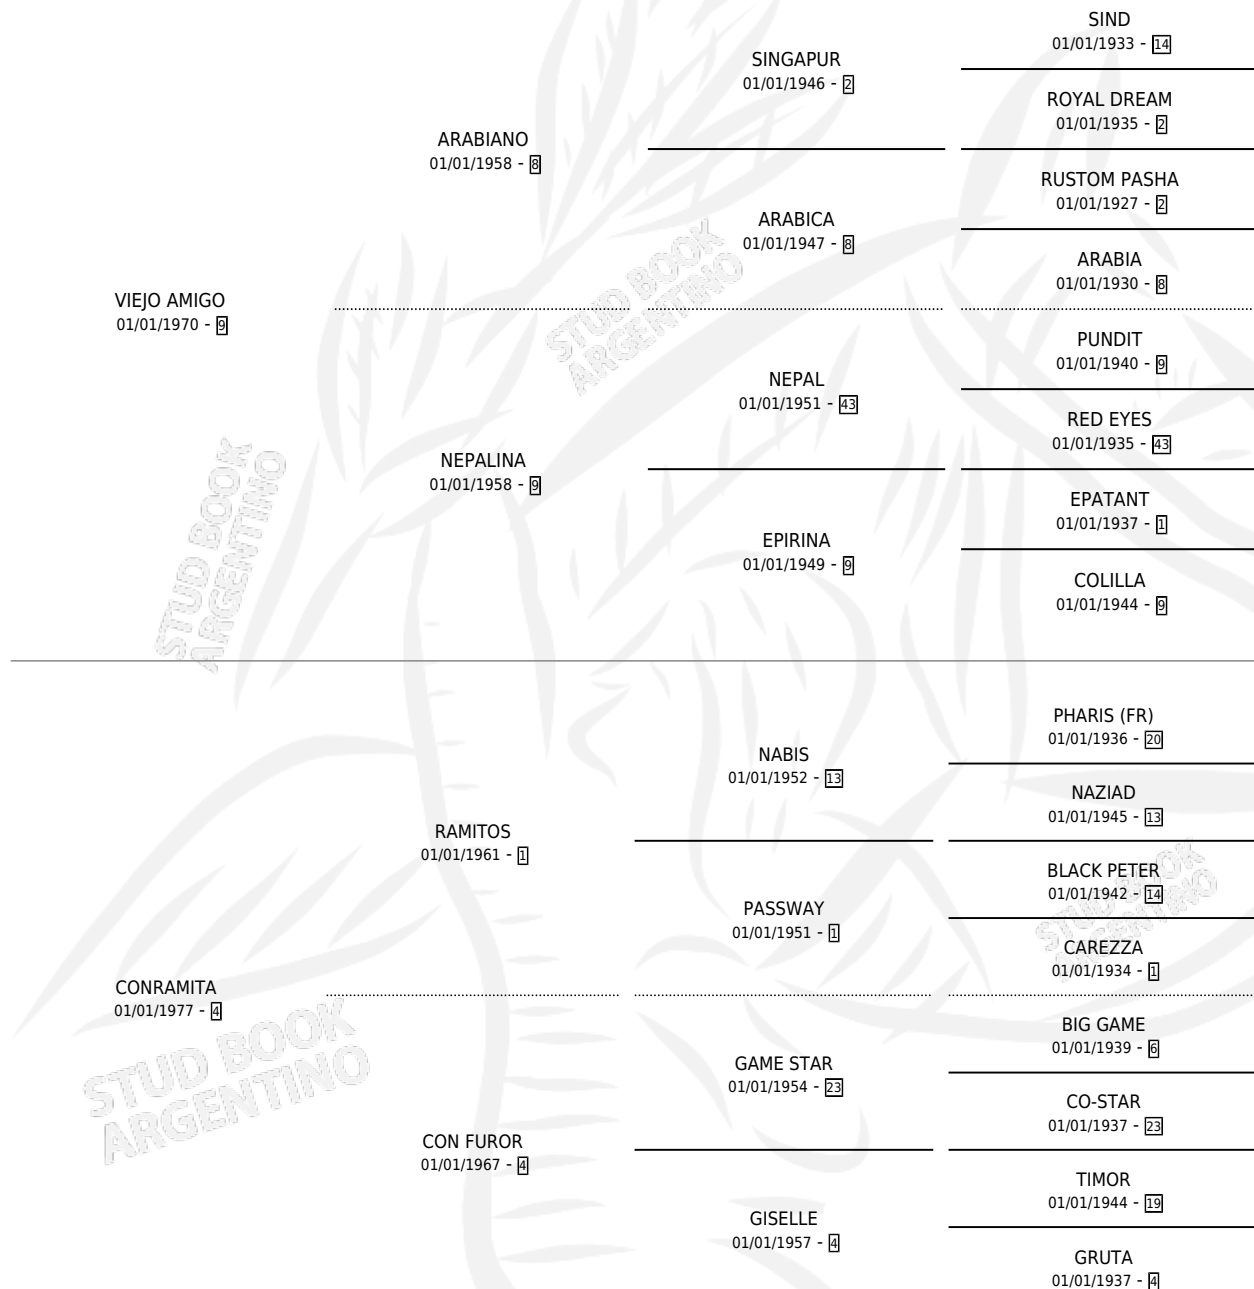 SIND
01/01/1933 - 14
SINGAPUR
01/01/1946 - 2
ROYAL DREAM
01/01/1935 - 2
ARABIANO
01/01/1958 - 8
RUSTOM PASHA
01/01/1927 - 2
ARABICA
01/01/1947 - 8
ARABIA
01/01/1930 - 8
STUD BOOK
ARGENTINO
VIEJO AMIGO
01/01/1970 - 9
PUNDIT
01/01/1940 - 9
NEPAL
01/01/1951 - 43
RED EYES
01/01/1935 - 43
NEPALINA
01/01/1958 - 9
EPATANT
01/01/1937 - 1
EPIRINA
01/01/1949 - 9
COLILLA
01/01/1944 - 9
STUD BOOK
ARGENTINO
PHARIS (FR)
01/01/1936 - 20
NABIS
01/01/1952 - 13
NAZIAD
01/01/1945 - 13
RAMITOS
01/01/1961 - 1
BLACK PETER
01/01/1942 - 14
PASSWAY
01/01/1951 - 1
CAREZZA
01/01/1934 - 1
STUD BOOK
ARGENTINO
CONRAMITA
01/01/1977 - 4
BIG GAME
01/01/1939 - 6
GAME STAR
01/01/1954 - 23
CO-STAR
01/01/1937 - 23
STUD BOOK
ARGENTINO
CON FUROR
01/01/1967 - 4
TIMOR
01/01/1944 - 19
GISELLE
01/01/1957 - 4
GRUTA
01/01/1937 - 4